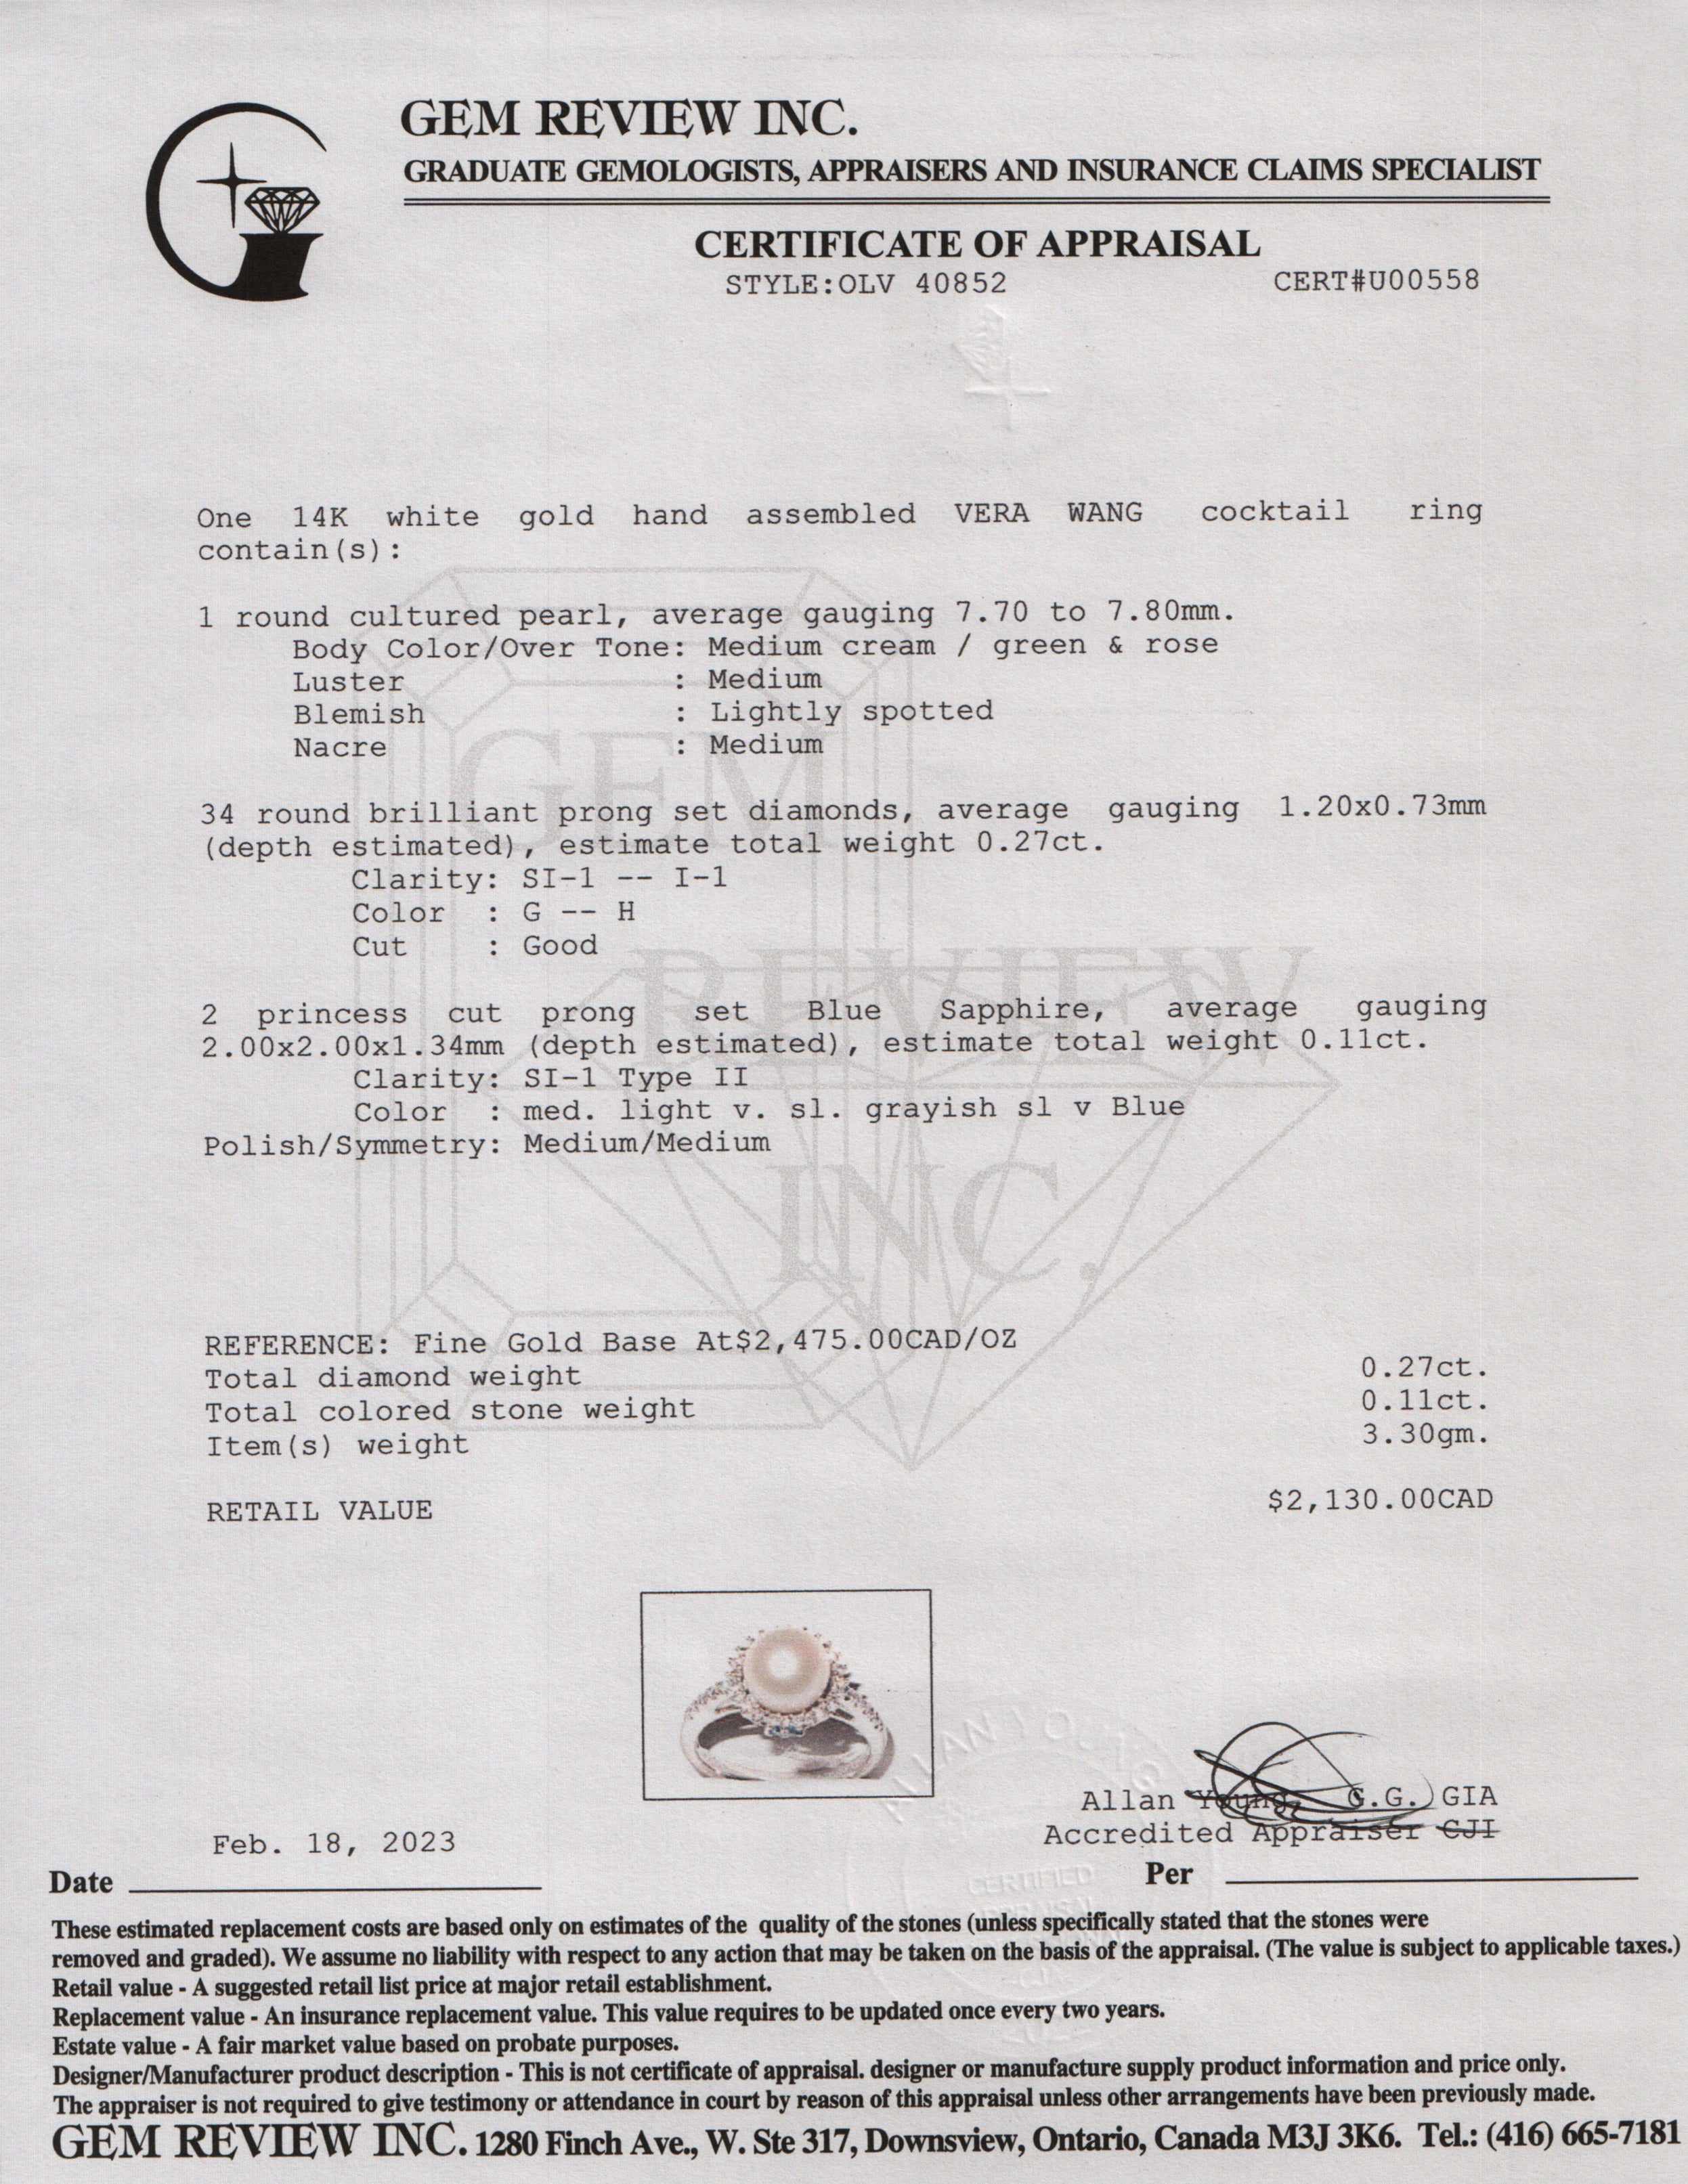 GEM REVIEW INC.
GRADUATE GEMOLOGISTS, APPRAISERS AND INSURANCE CLAIMS SPECIALIST
CERTIFICATE OF APPRAISAL
STYLE:OLV 40852 CERT#U00558
One 14K white gold hand assembled VERA WANG cocktail ring
contain(s):
1 round cultured pearl, average gauging 7.70 to 7.80mm.
Body Color/Over Tone: Medium cream / green & rose
Luster : Medium
Blemish : Lightly spotted
Nacre : Medium
34 round brilliant prong set diamonds, average gauging 1.20x0.73mm
(depth estimated), estimate total weight 0.27ct.
Clarity: SI-1 -- I-1
Color : G -- H
Cut : Good
2 princess cut prong set Blue Sapphire, average gauging
2.00x2.00x1.34mm (depth estimated), estimate total weight 0.11ct.
Clarity: SI-1 Type II
Color : med. light v. sl. grayish sl v Blue
Polish/Symmetry: Medium/Medium
GEM
REVIEW
INC.
REFERENCE: Fine Gold Base At$2,475.00CAD/OZ
Total diamond weight 0.27ct.
Total colored stone weight 0.11ct.
Item(s) weight 3.30gm.
RETAIL VALUE $2,130.00CAD
ALLAN YOUNG
CERTIFIED
Allan Young, G.G. GIA
Accredited Appraiser CJI
Feb. 18, 2023
Date Per
These estimated replacement costs are based only on estimates of the quality of the stones (unless specifically stated that the stones were
removed and graded). We assume no liability with respect to any action that may be taken on the basis of the appraisal. (The value is subject to applicable taxes.)
Retail value - A suggested retail list price at major retail establishment.
Replacement value - An insurance replacement value. This value requires to be updated once every two years.
Estate value - A fair market value based on probate purposes.
Designer/Manufacturer product description - This is not certificate of appraisal. designer or manufacture supply product information and price only.
The appraiser is not required to give testimony or attendance in court by reason of this appraisal unless other arrangements have been previously made.
GEM REVIEW INC. 1280 Finch Ave., W. Ste 317, Downsview, Ontario, Canada M3J 3K6. Tel.: (416) 665-7181